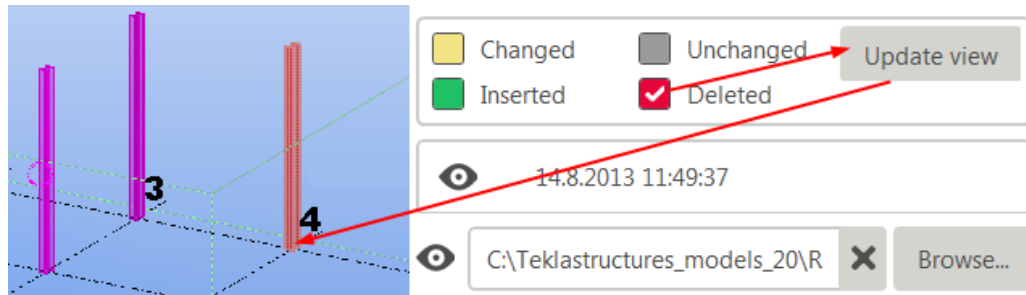 3
4
Changed
Unchanged
Update view
Inserted
Deleted
14.8.2013 11:49:37
C:\Teklastructures_models_20\R
Browse...